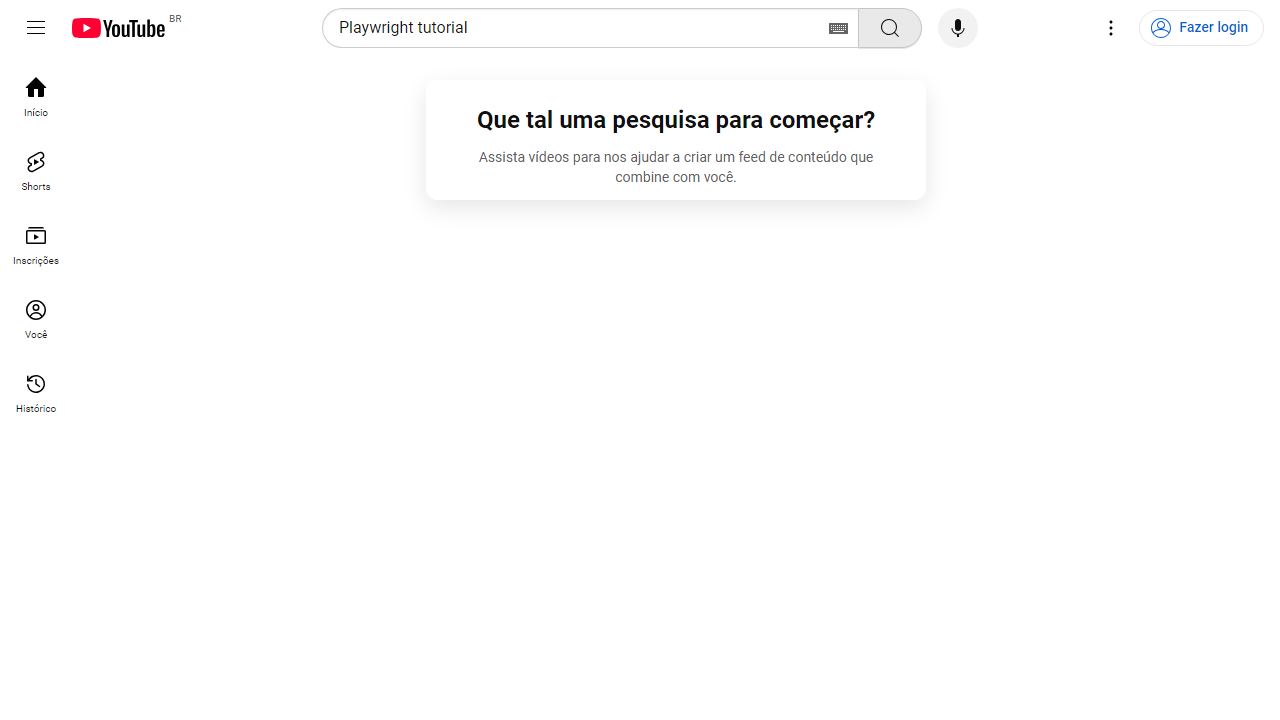 YouTube BR
Playwright tutorial
Fazer login
Início
Shorts
Inscrições
Você
Histórico
Que tal uma pesquisa para começar?
Assista vídeos para nos ajudar a criar um feed de conteúdo que
combine com você.